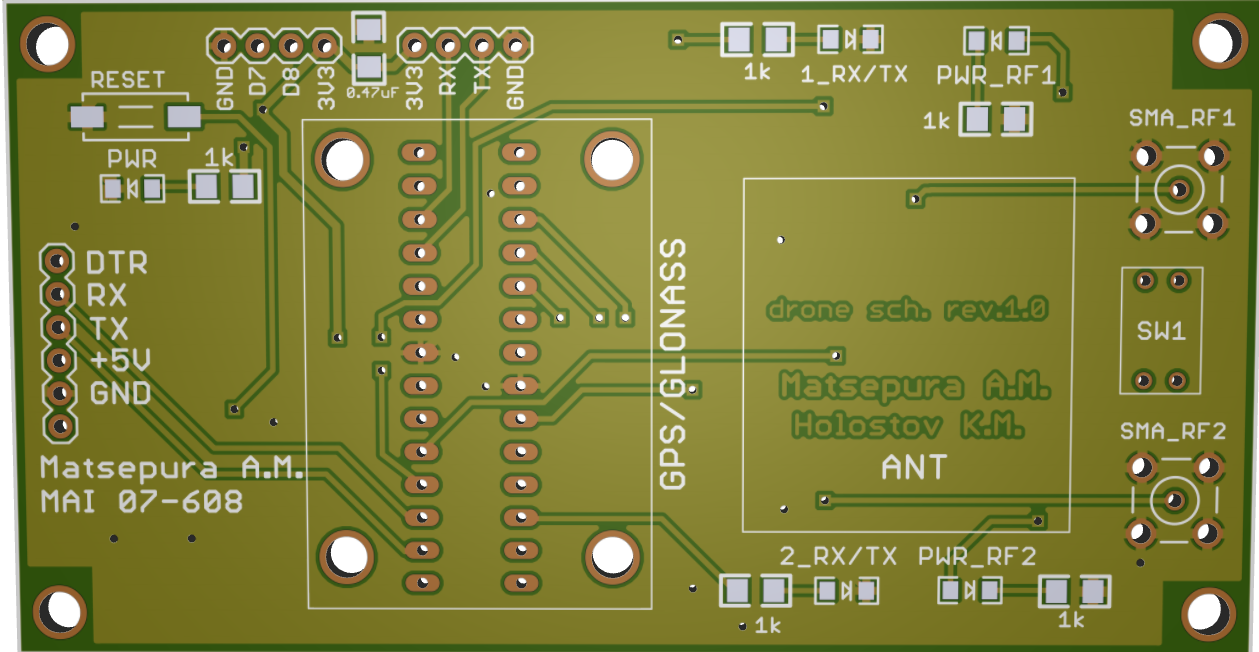 GND D7 D8 3V3
0.47uF
3V3 RX TX GND
1k
1_RX/TX
PWR_RF1
1k
RESET
PWR
1k
SMA_RF1
DTR
RX
TX
+5V
GND
GPS/GLONASS
drone sch. rev.1.0
Matsepura A.M.
Holostov K.M.
ANT
SW1
SMA_RF2
Matsepura A.M.
MAI 07-608
2_RX/TX
PWR_RF2
1k
1k